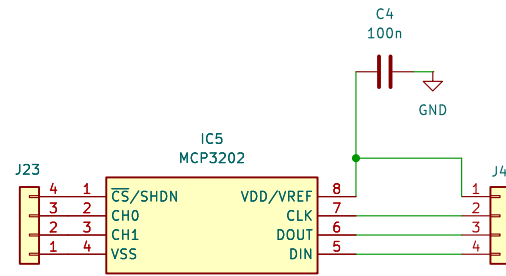 C4
100n
GND
IC5
MCP3202
J23
J4
4 1 CS/SHDN VDD/VREF 8 1
3 2 CH0 CLK 7 2
2 3 CH1 DOUT 6 3
1 4 VSS DIN 5 4